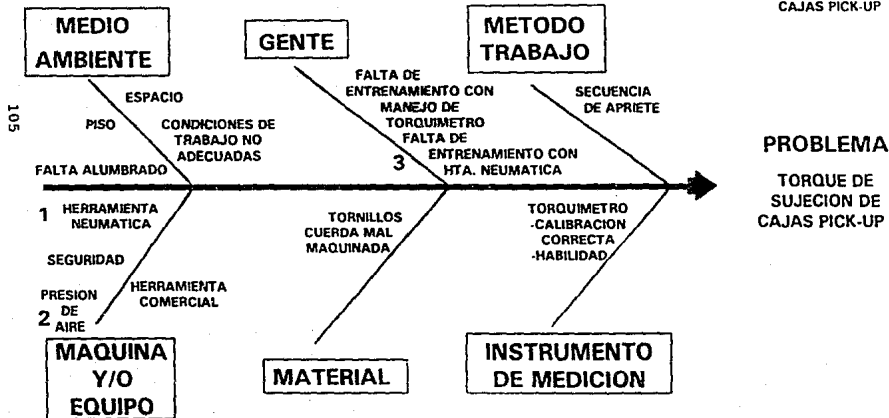 CAJAS PICK-UP
MEDIO
AMBIENTE
GENTE
METODO
TRABAJO
ESPACIO
PISO
CONDICIONES DE
TRABAJO NO
ADECUADAS
FALTA ALUMBRADO
FALTA DE
ENTRENAMIENTO CON
MANEJO DE
TORQUIMETRO
FALTA DE
3 ENTRENAMIENTO CON
HTA. NEUMATICA
SECUENCIA
DE APRIETE
105
PROBLEMA
TORQUE DE
SUJECION DE
CAJAS PICK-UP
1 HERRAMIENTA
NEUMATICA
SEGURIDAD
PRESION
DE
2 AIRE
HERRAMIENTA
COMERCIAL
TORNILLOS
CUERDA MAL
MAQUINADA
TORQUIMETRO
-CALIBRACION
CORRECTA
-HABILIDAD
MAQUINA
Y/O
EQUIPO
MATERIAL
INSTRUMENTO
DE MEDICION